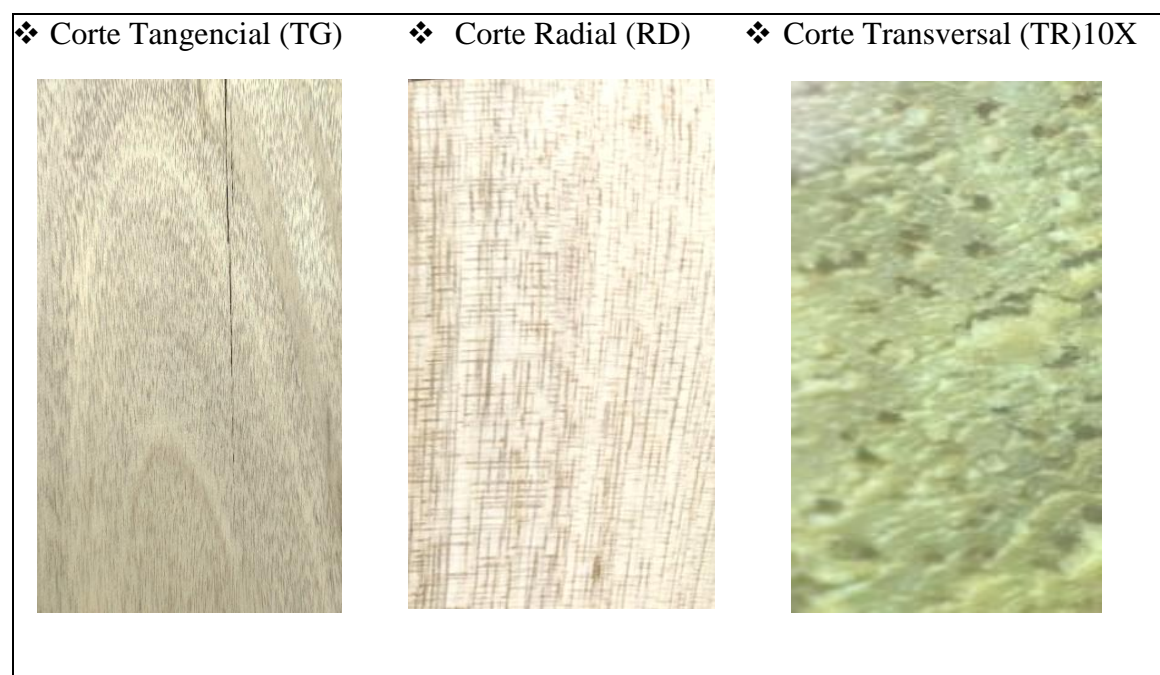 ❖ Corte Tangencial (TG) ❖ Corte Radial (RD) ❖ Corte Transversal (TR)10X